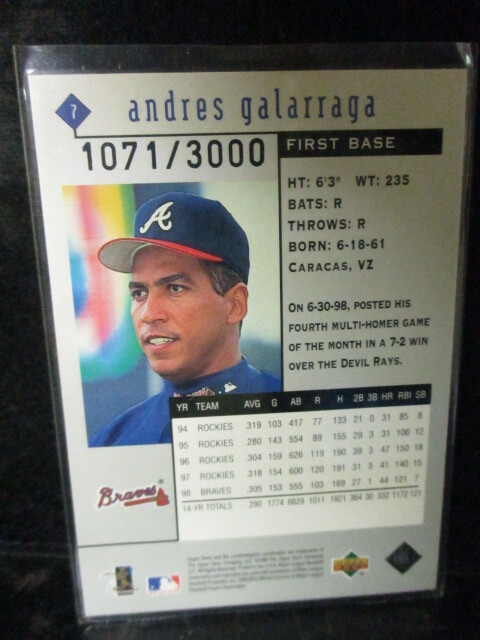 7
andres galarraga
1071/3000
FIRST BASE
HT: 6'3" WT: 235
BATS: R
THROWS: R
BORN: 6-18-61
CARACAS, VZ
ON 6-30-98, POSTED HIS
FOURTH MULTI-HOMER GAME
OF THE MONTH IN A 7-2 WIN
OVER THE DEVIL RAYS.
A
YR TEAM AVG G AB R H 2B 3B HR RBI SB
94 ROCKIES .319 103 417 77 133 21 0 31 85 8
95 ROCKIES .280 143 554 89 155 29 3 31 106 12
96 ROCKIES .304 159 626 119 190 39 3 47 150 18
97 ROCKIES .318 154 600 120 191 31 3 41 140 15
98 BRAVES .305 153 555 103 169 27 1 44 121 7
14-YR TOTALS .290 1774 6629 1011 1921 364 30 332 1172 121
Braves
UPPER DECK